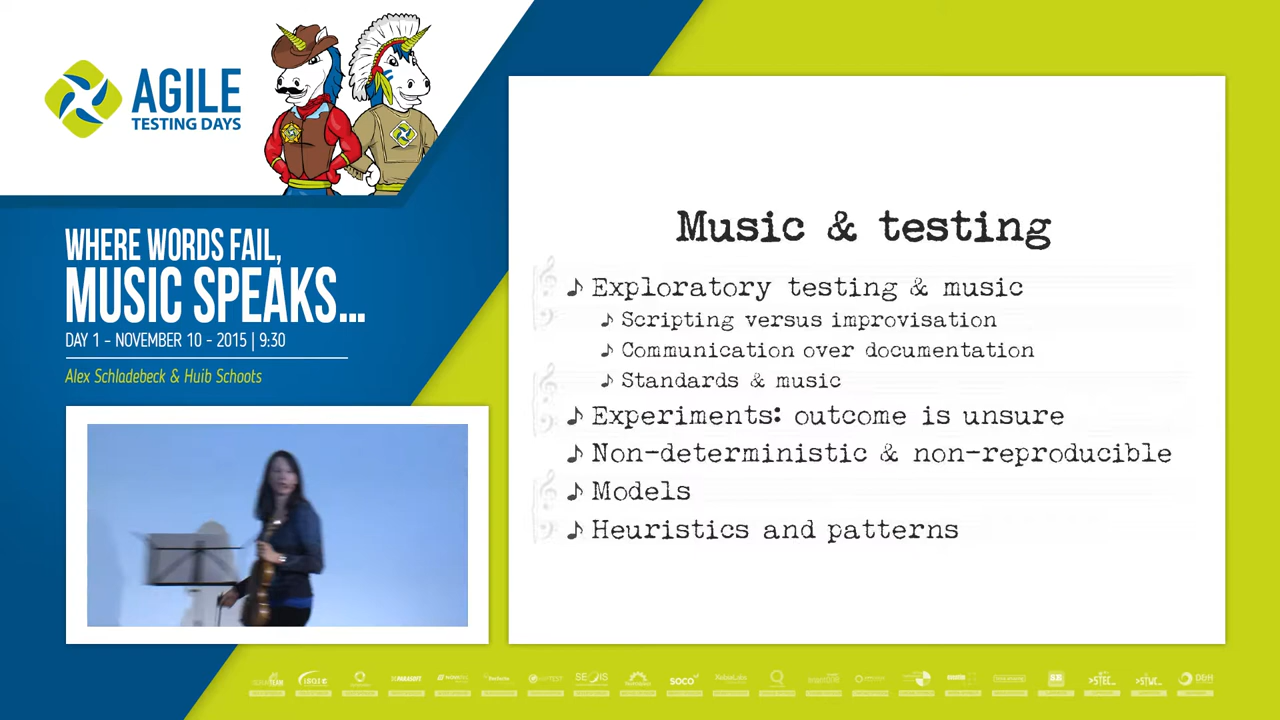 AGILE
TESTING DAYS
WHERE WORDS FAIL,
MUSIC SPEAKS...
DAY 1 - NOVEMBER 10 - 2015 | 9:30
Alex Schladebeck & Huib Schoots
Music & testing
♪ Exploratory testing & music
♪ Scripting versus improvisation
♪ Communication over documentation
♪ Standards & music
♪ Experiments: outcome is unsure
♪ Non-deterministic & non-reproducible
♪ Models
♪ Heuristics and patterns
SOCO